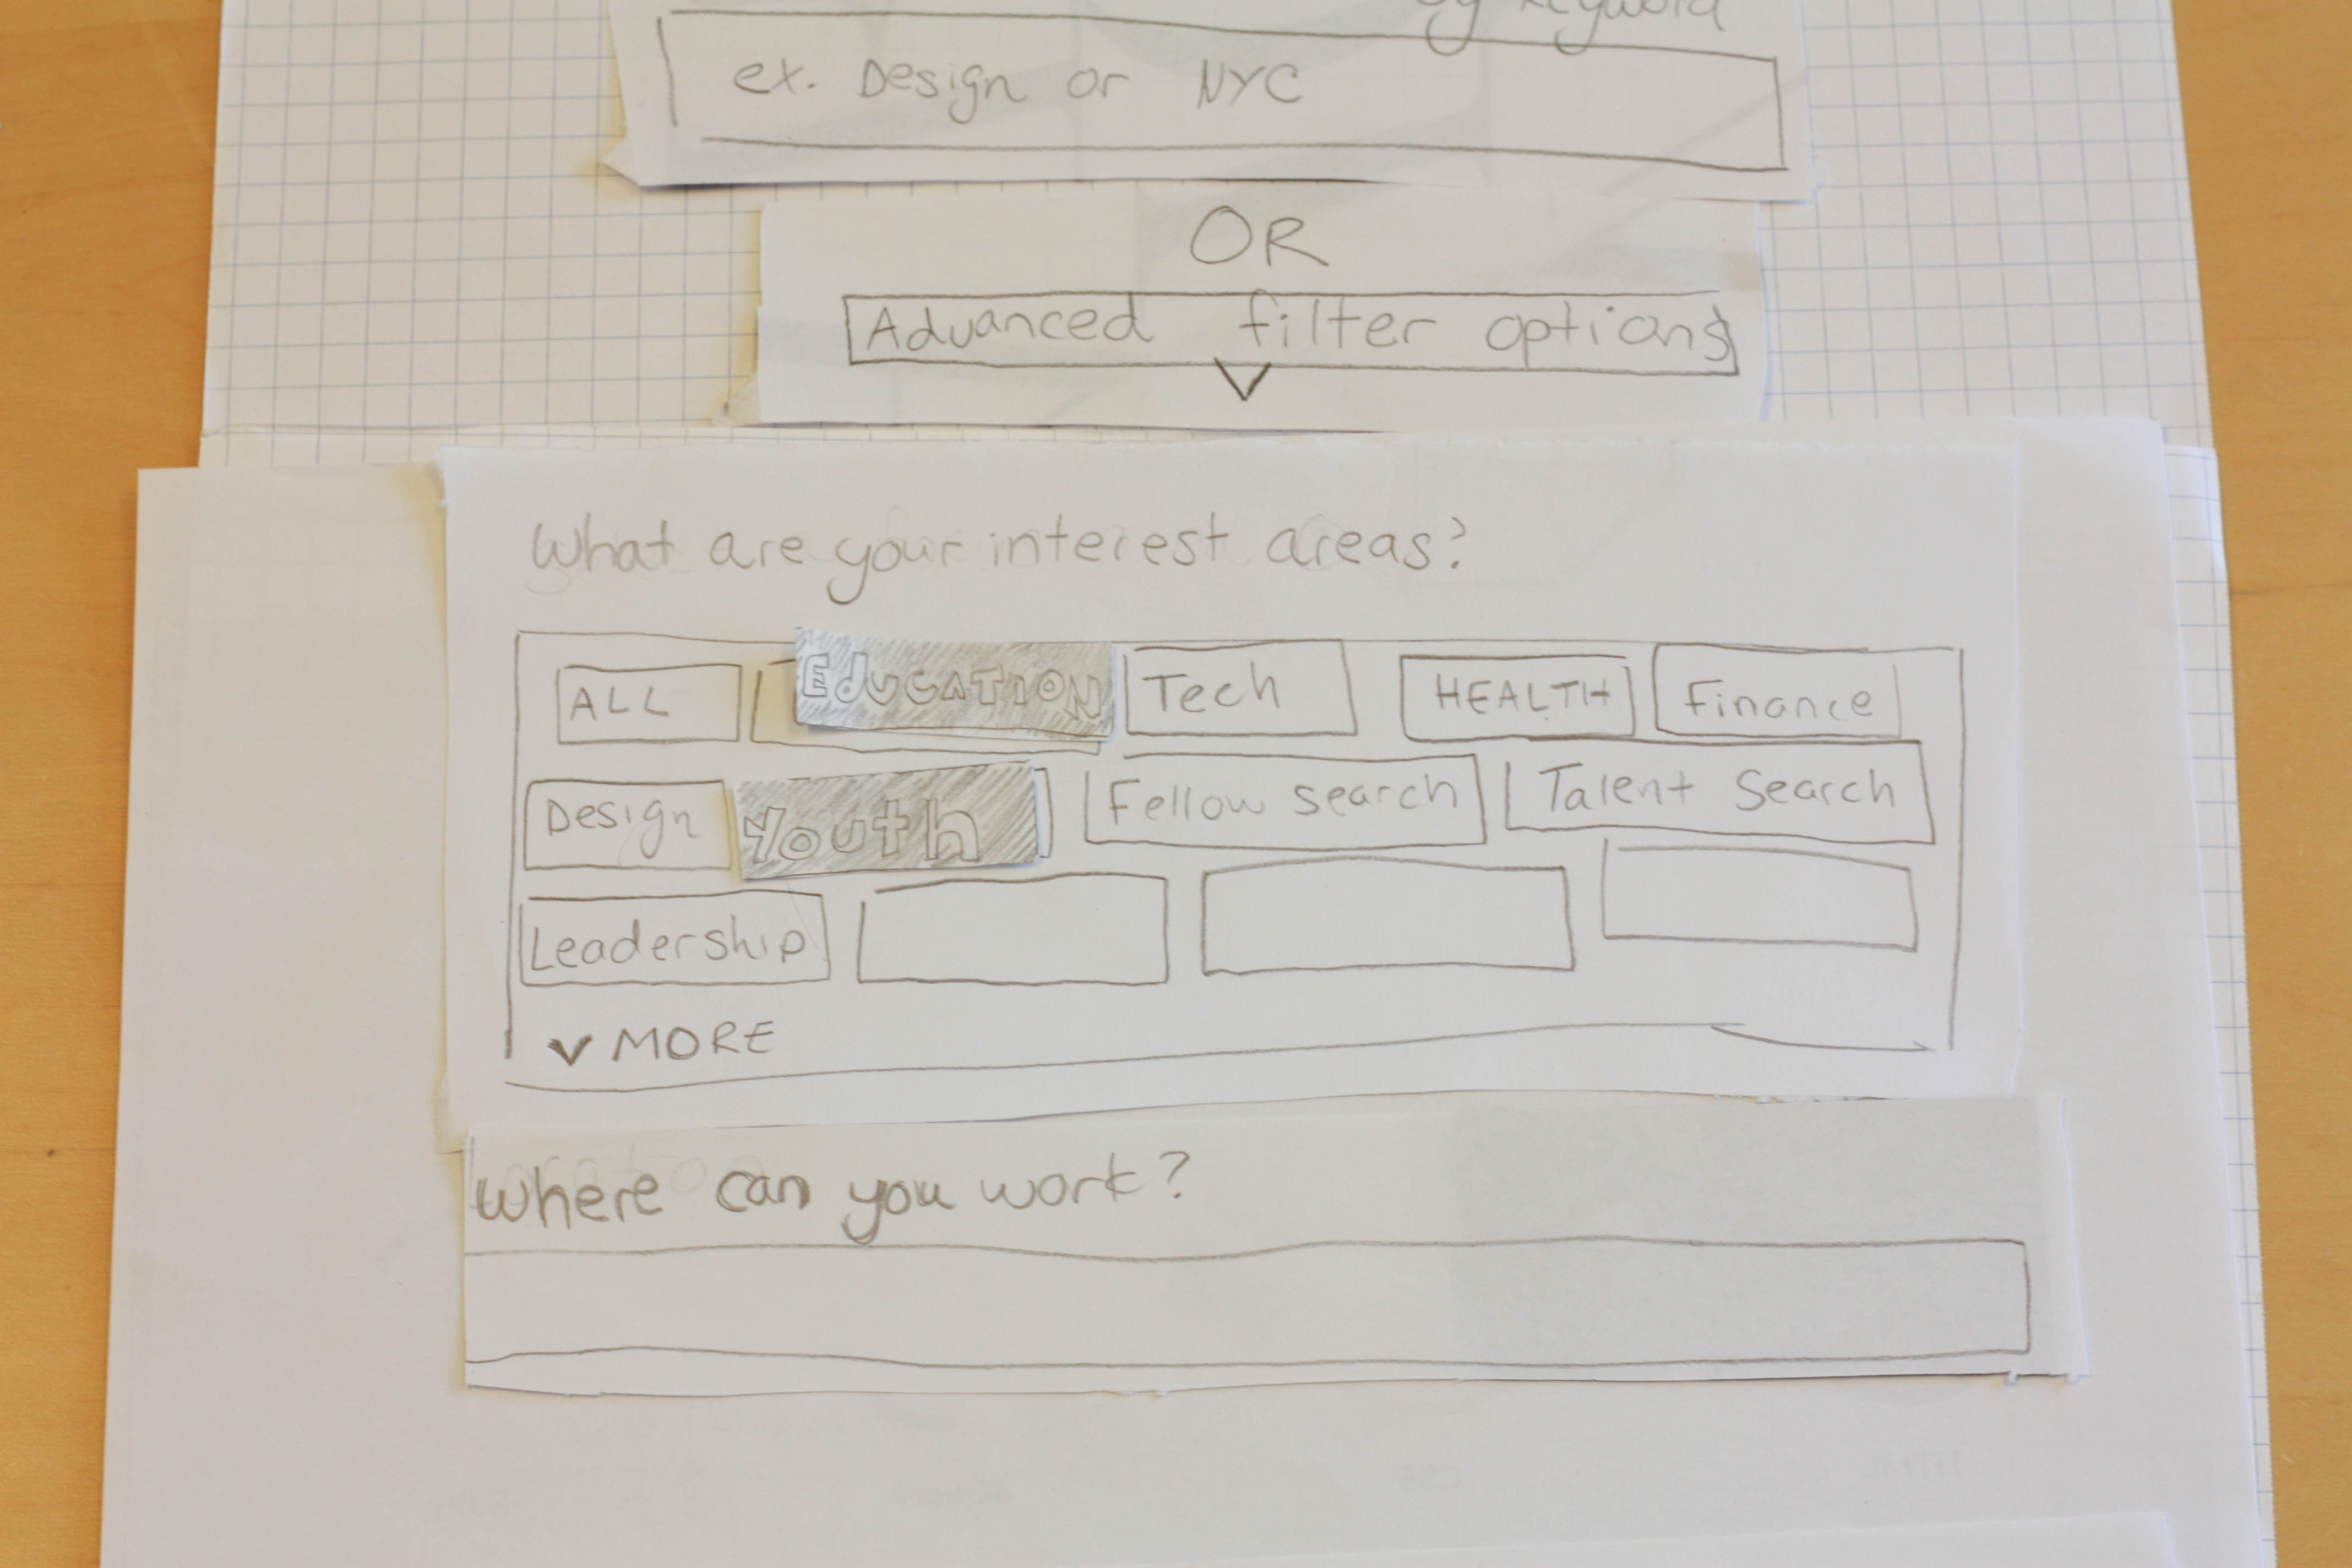 by keyword
ex. Design or NYC
OR
Advanced filter options
What are your interest areas?
ALL EDUCATION Tech HEALTH Finance
Design Youth Fellow search Talent Search
Leadership
MORE
Where can you work?